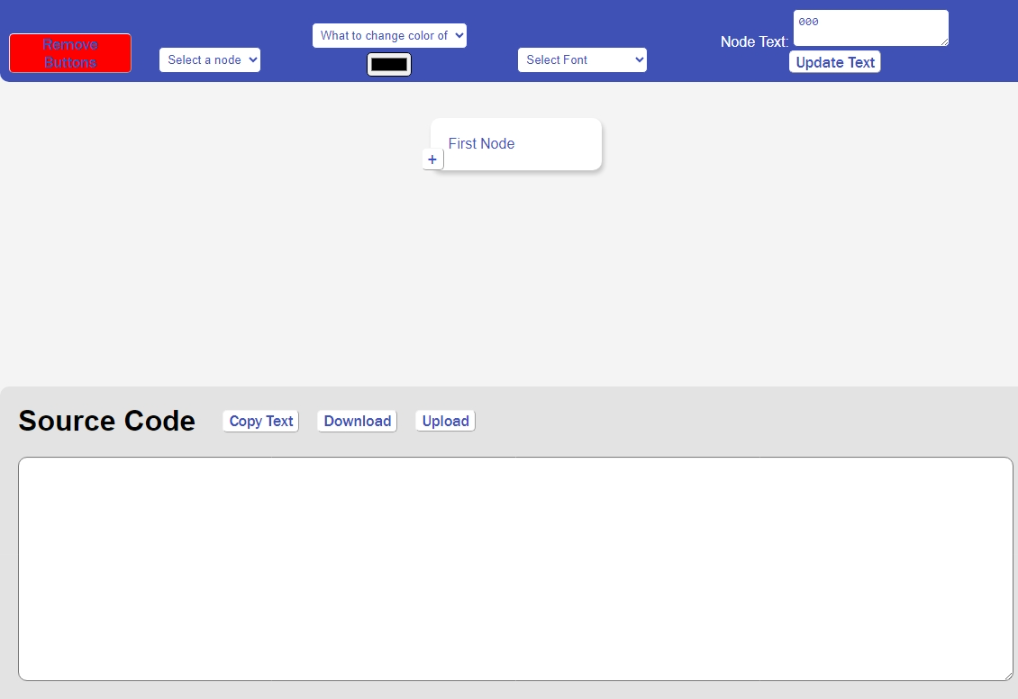 Remove
Buttons
Select a node
What to change color of
Select Font
Node Text:
000
Update Text
First Node
+
Source Code
Copy Text
Download
Upload